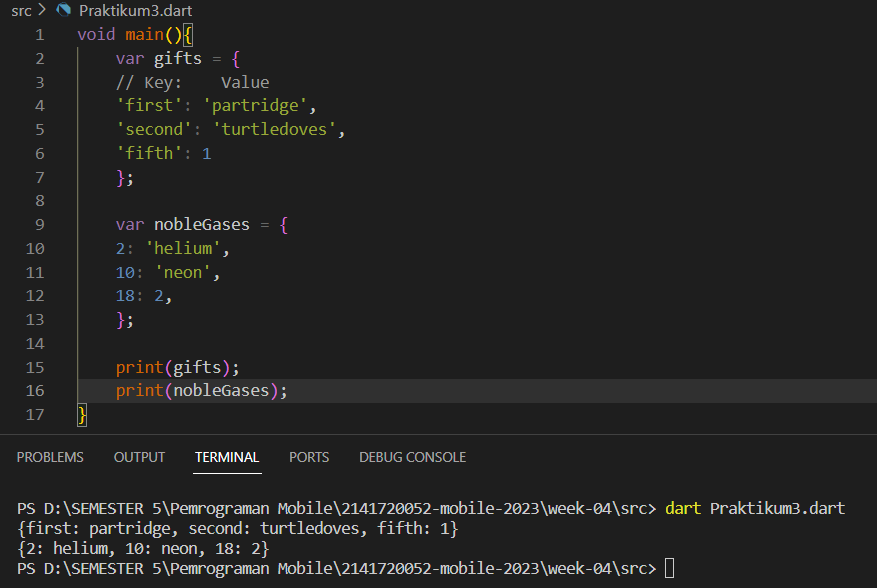 src > Praktikum3.dart
1 void main(){
2 var gifts = {
3 // Key: Value
4 'first': 'partridge',
5 'second': 'turtledoves',
6 'fifth': 1
7 };
8
9 var nobleGases = {
10 2: 'helium',
11 10: 'neon',
12 18: 2,
13 };
14
15 print(gifts);
16 print(nobleGases);
17 }
PROBLEMS OUTPUT TERMINAL PORTS DEBUG CONSOLE
PS D:\SEMESTER 5\Pemrograman Mobile\2141720052-mobile-2023\week-04\src> dart Praktikum3.dart
{first: partridge, second: turtledoves, fifth: 1}
{2: helium, 10: neon, 18: 2}
PS D:\SEMESTER 5\Pemrograman Mobile\2141720052-mobile-2023\week-04\src>